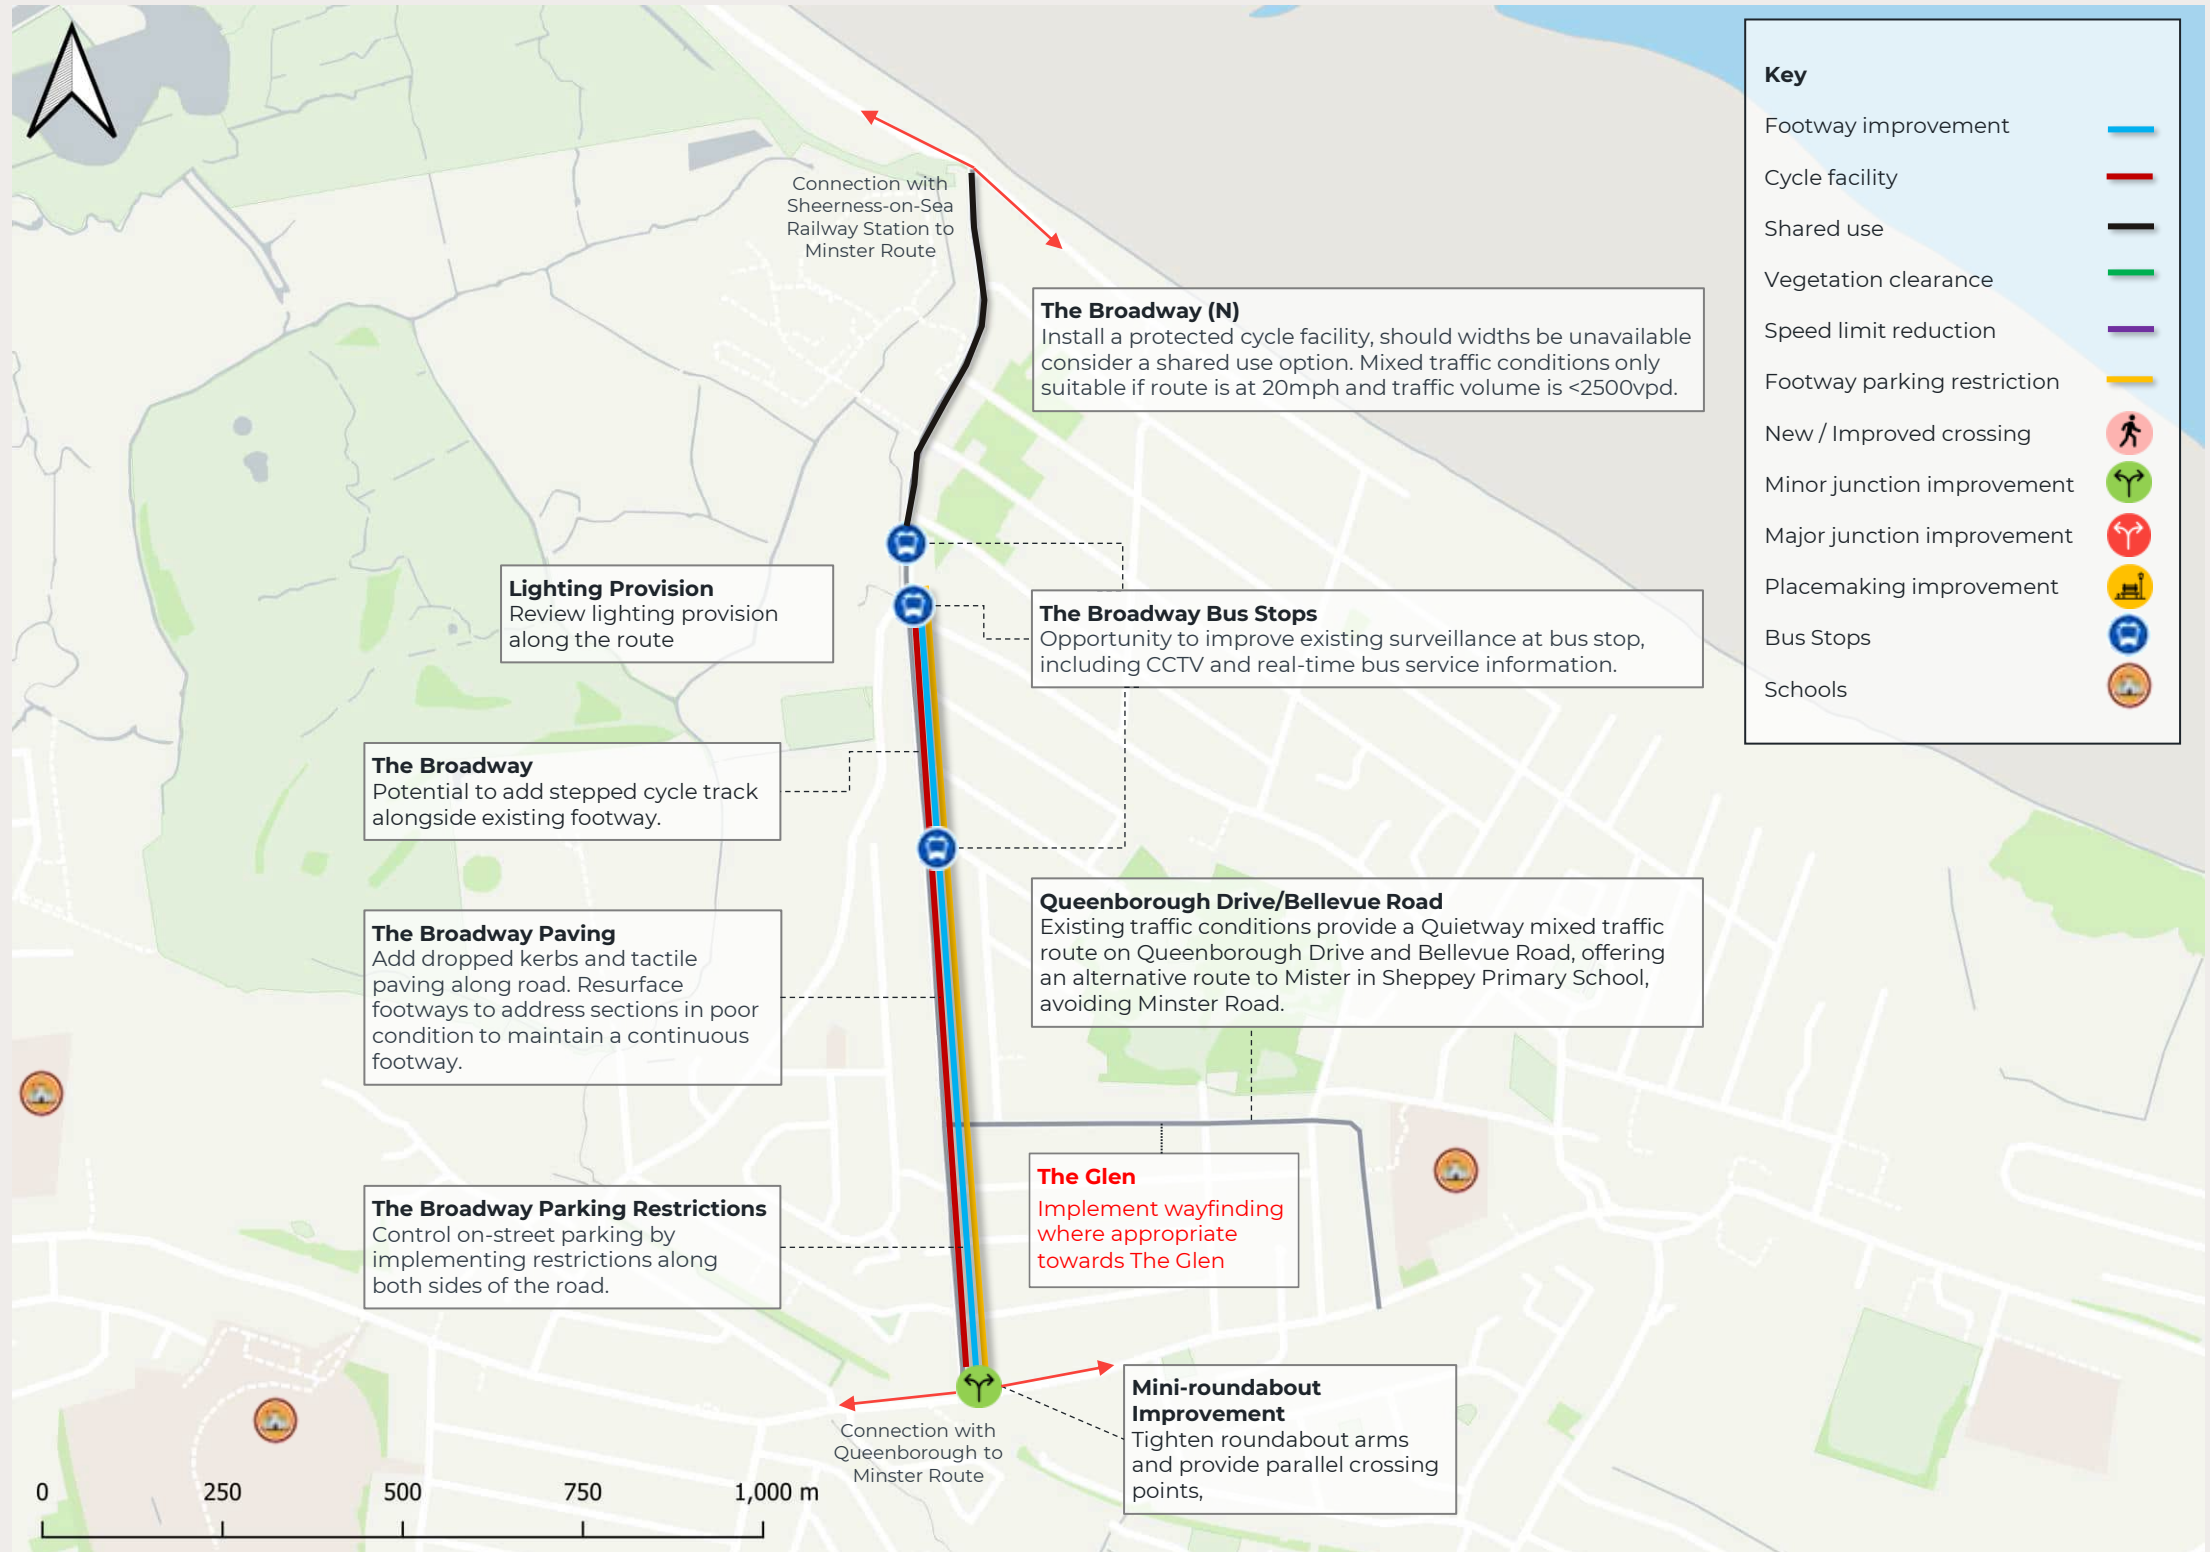 Key
Footway improvement
Cycle facility
Shared use
Vegetation clearance
Speed limit reduction
Footway parking restriction
New / Improved crossing
Minor junction improvement
Major junction improvement
Placemaking improvement
Bus Stops
Schools
Connection with
Sheerness-on-Sea
Railway Station to
Minster Route
The Broadway (N)
Install a protected cycle facility, should widths be unavailable
consider a shared use option. Mixed traffic conditions only
suitable if route is at 20mph and traffic volume is <2500vpd.
Lighting Provision
Review lighting provision
along the route
The Broadway Bus Stops
Opportunity to improve existing surveillance at bus stop,
including CCTV and real-time bus service information.
The Broadway
Potential to add stepped cycle track
alongside existing footway.
Queenborough Drive/Bellevue Road
Existing traffic conditions provide a Quietway mixed traffic
route on Queenborough Drive and Bellevue Road, offering
an alternative route to Mister in Sheppey Primary School,
avoiding Minster Road.
The Broadway Paving
Add dropped kerbs and tactile
paving along road. Resurface
footways to address sections in poor
condition to maintain a continuous
footway.
The Glen
Implement wayfinding
where appropriate
towards The Glen
The Broadway Parking Restrictions
Control on-street parking by
implementing restrictions along
both sides of the road.
Mini-roundabout
Improvement
Tighten roundabout arms
and provide parallel crossing
points,
Connection with
Queenborough to
Minster Route
0 250 500 750 1,000 m